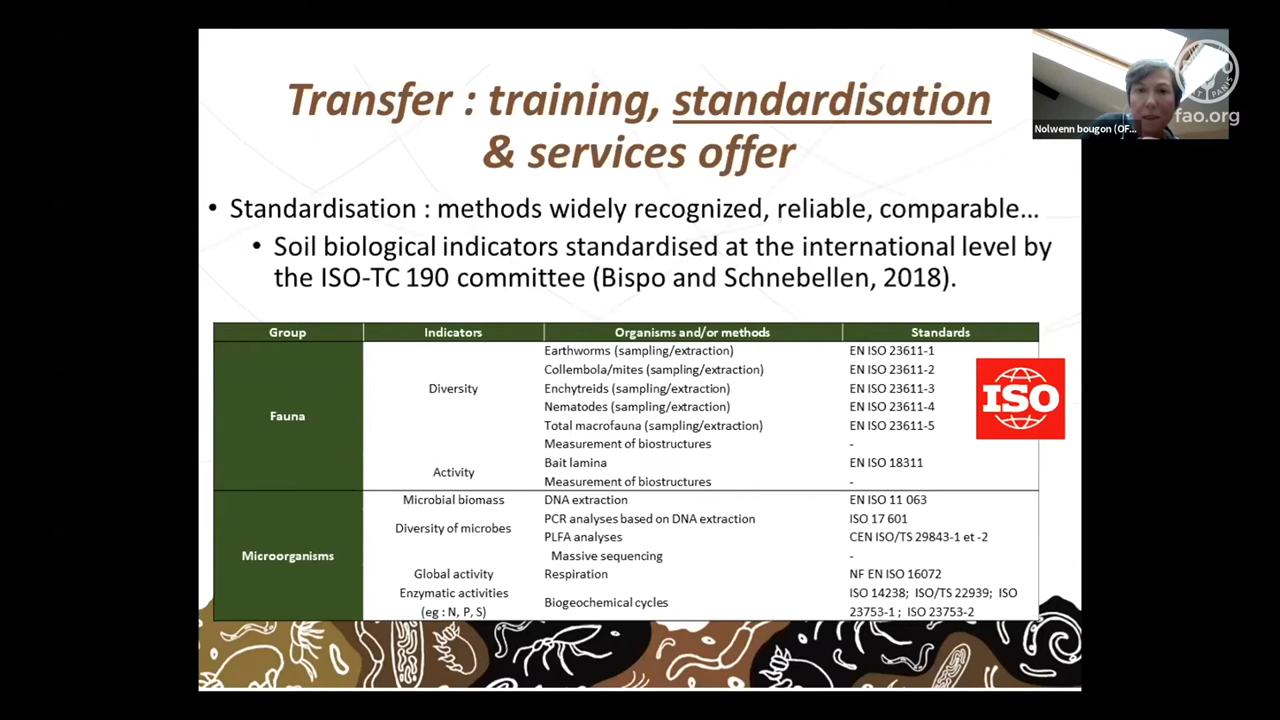 Transfer : training, standardisation
& services offer
• Standardisation : methods widely recognized, reliable, comparable...
• Soil biological indicators standardised at the international level by
the ISO-TC 190 committee (Bispo and Schnebellen, 2018).
Group Indicators Organisms and/or methods Standards
Fauna
Diversity
Earthworms (sampling/extraction) EN ISO 23611-1
Collembola/mites (sampling/extraction) EN ISO 23611-2
Enchytreids (sampling/extraction) EN ISO 23611-3
Nematodes (sampling/extraction) EN ISO 23611-4
Total macrofauna (sampling/extraction) EN ISO 23611-5
Measurement of biostructures -
Activity
Bait lamina EN ISO 18311
Measurement of biostructures -
Microorganisms
Microbial biomass DNA extraction EN ISO 11 063
Diversity of microbes
PCR analyses based on DNA extraction ISO 17 601
PLFA analyses CEN ISO/TS 29843-1 et -2
Massive sequencing -
Global activity Respiration NF EN ISO 16072
Enzymatic activities
(eg : N, P, S)
Biogeochemical cycles
ISO 14238; ISO/TS 22939; ISO
23753-1 ; ISO 23753-2
ISO
Nolwenn bougon (OF...
fao.org